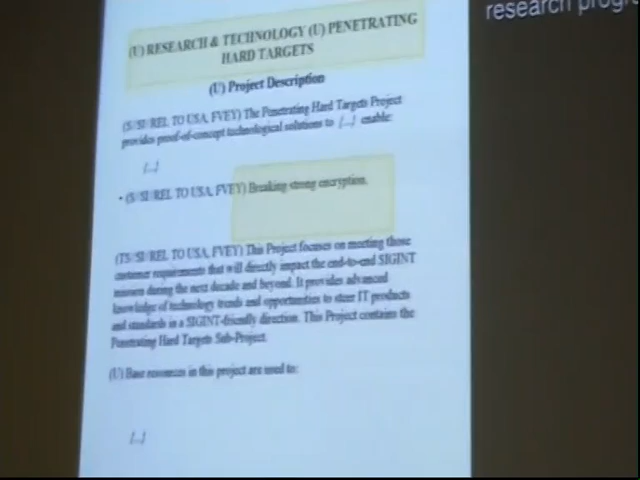 research
(U) RESEARCH & TECHNOLOGY (U) PENETRATING
HARD TARGETS
(U) Project Description
(S//SI//REL TO USA, FVEY) The Penetrating Hard Targets Project
provides proof-of-concept technological solutions to [...] enable:
[...]
• (S//SI//REL TO USA, FVEY) Breaking strong encryption.
(TS//SI//REL TO USA, FVEY) This Project focuses on meeting those
customer requirements that will directly impact the end-to-end SIGINT
mission during the next decade and beyond. It provides advanced
knowledge of technology trends and opportunities to steer IT products
and standards in a SIGINT-friendly direction. This Project contains the
Penetrating Hard Targets Sub-Project.
(U) Base resources in this project are used to:
[...]